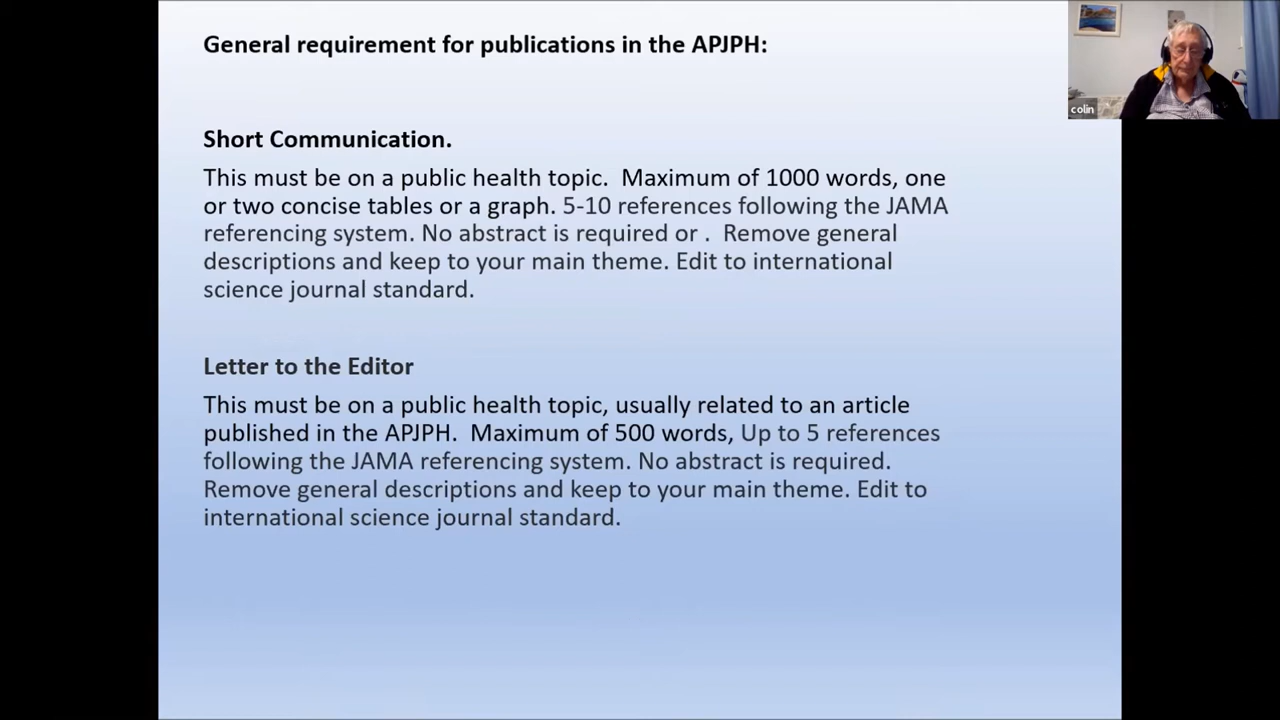 General requirement for publications in the APJPH:
colin
Short Communication.
This must be on a public health topic.  Maximum of 1000 words, one
or two concise tables or a graph. 5-10 references following the JAMA
referencing system. No abstract is required or .  Remove general
descriptions and keep to your main theme. Edit to international
science journal standard.
Letter to the Editor
This must be on a public health topic, usually related to an article
published in the APJPH.  Maximum of 500 words, Up to 5 references
following the JAMA referencing system. No abstract is required.
Remove general descriptions and keep to your main theme. Edit to
international science journal standard.